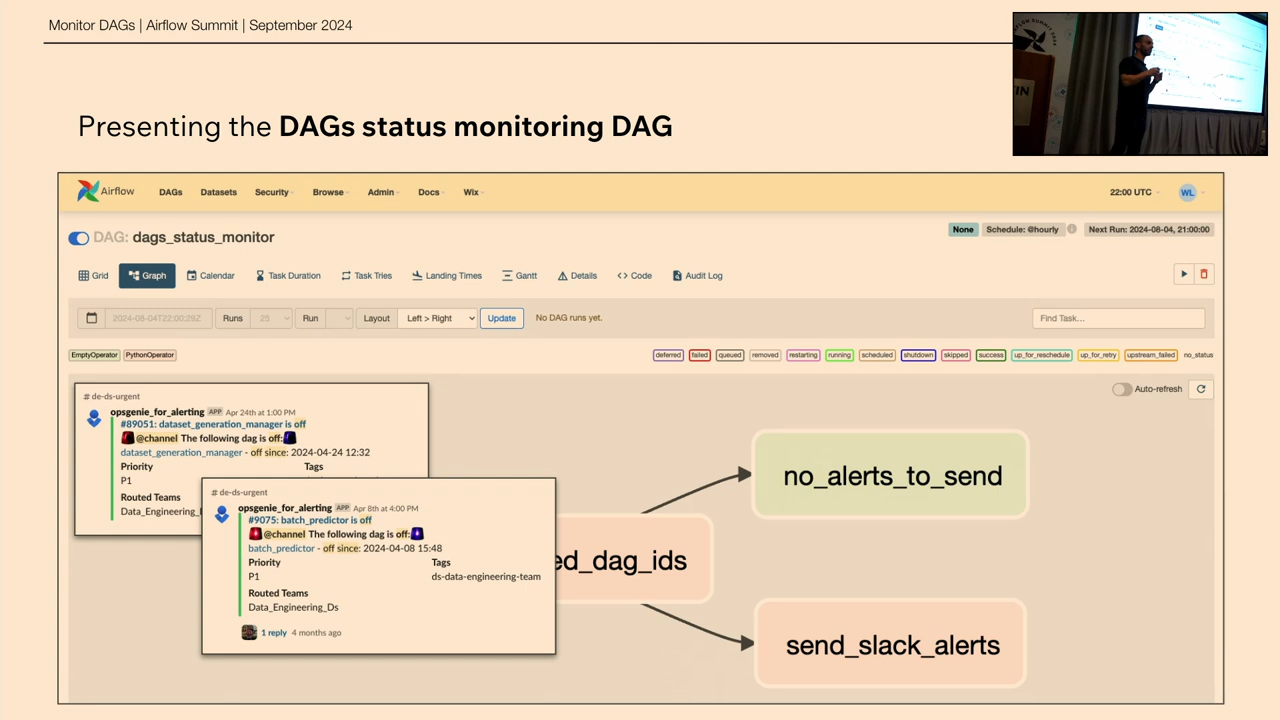 Monitor DAGs | Airflow Summit | September 2024
Presenting the DAGs status monitoring DAG
Airflow DAGs Datasets Security Browse Admin Docs Wix 22:00 UTC WL
DAG: dags_status_monitor None Schedule: @hourly Next Run: 2024-08-04, 21:00:00
Grid Graph Calendar Task Duration Task Tries Landing Times Gantt Details <> Code Audit Log
2024-08-04T22:00:29Z Runs 25 Run Layout Left > Right Update No DAG runs yet. Find Task...
EmptyOperator PythonOperator deferred failed queued removed restarting running scheduled shutdown skipped success up_for_reschedule up_for_retry upstream_failed no_status
Auto-refresh
# de-ds-urgent
opsgenie_for_alerting APP Apr 24th at 1:00 PM
#89051: dataset_generation_manager is off
@channel The following dag is off:
dataset_generation_manager - off since: 2024-04-24 12:32
Priority Tags
P1
Routed Teams
Data_Engineering_
# de-ds-urgent
opsgenie_for_alerting APP Apr 8th at 4:00 PM
#9075: batch_predictor is off
@channel The following dag is off:
batch_predictor - off since: 2024-04-08 15:48
Priority Tags
P1 ds-data-engineering-team
Routed Teams
Data_Engineering_Ds
1 reply 4 months ago
ed_dag_ids
no_alerts_to_send
send_slack_alerts